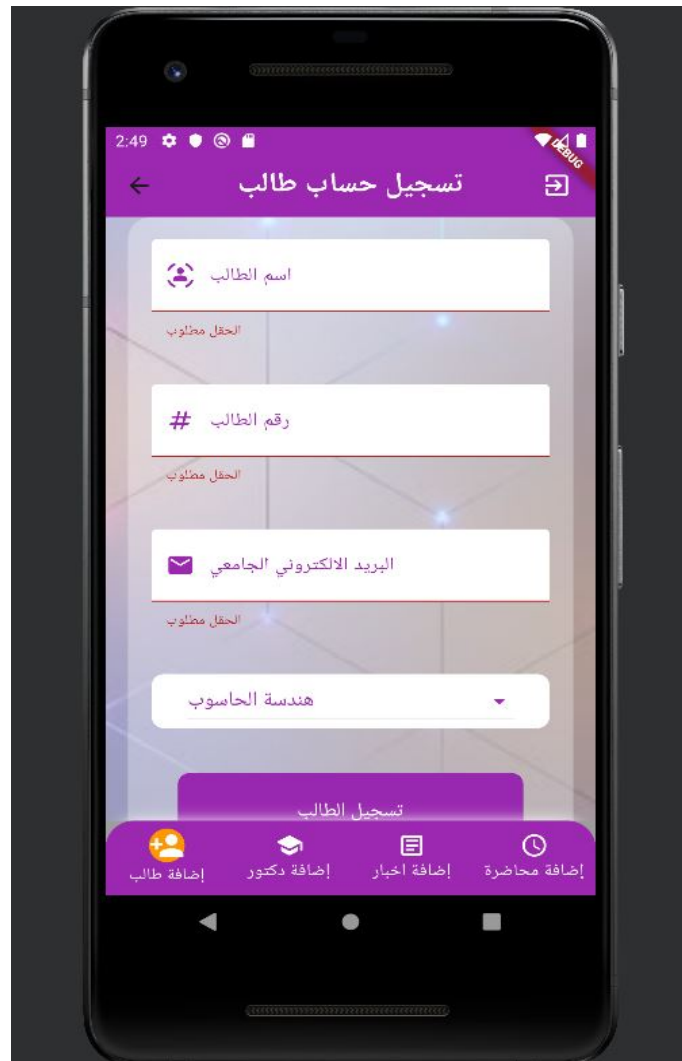 2:49
DEBUG
تسجيل حساب طالب
اسم الطالب
الحقل مطلوب
رقم الطالب
#
الحقل مطلوب
البريد الالكتروني الجامعي
الحقل مطلوب
هندسة الحاسوب
تسجيل الطالب
إضافة محاضرة
إضافة اخبار
إضافة دكتور
إضافة طالب